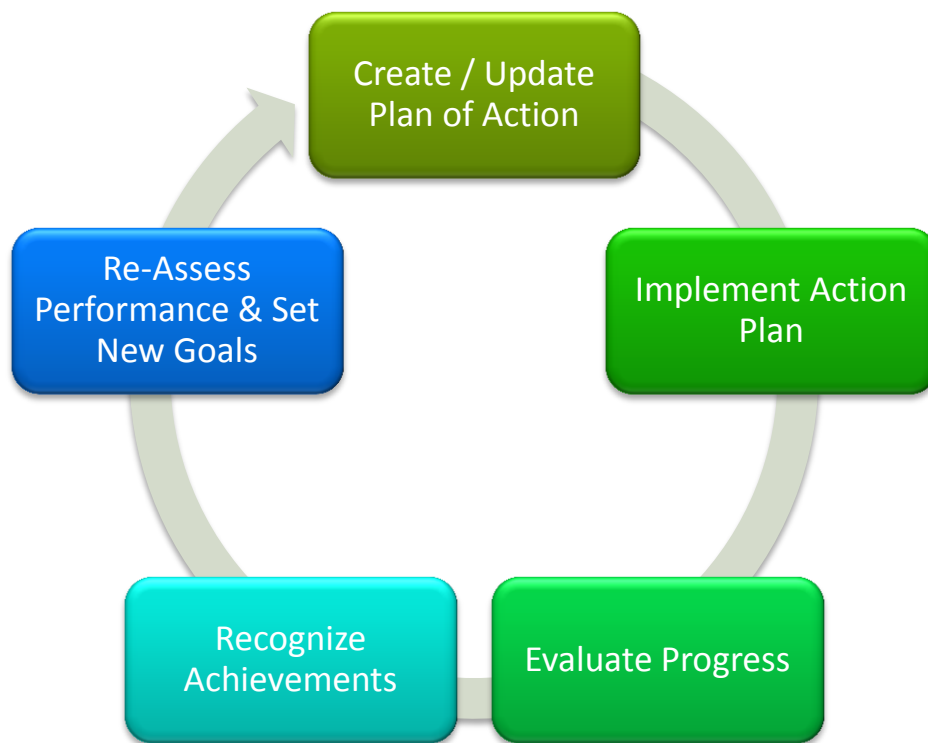 Create / Update
Plan of Action
Implement Action
Plan
Evaluate Progress
Recognize
Achievements
Re-Assess
Performance & Set
New Goals